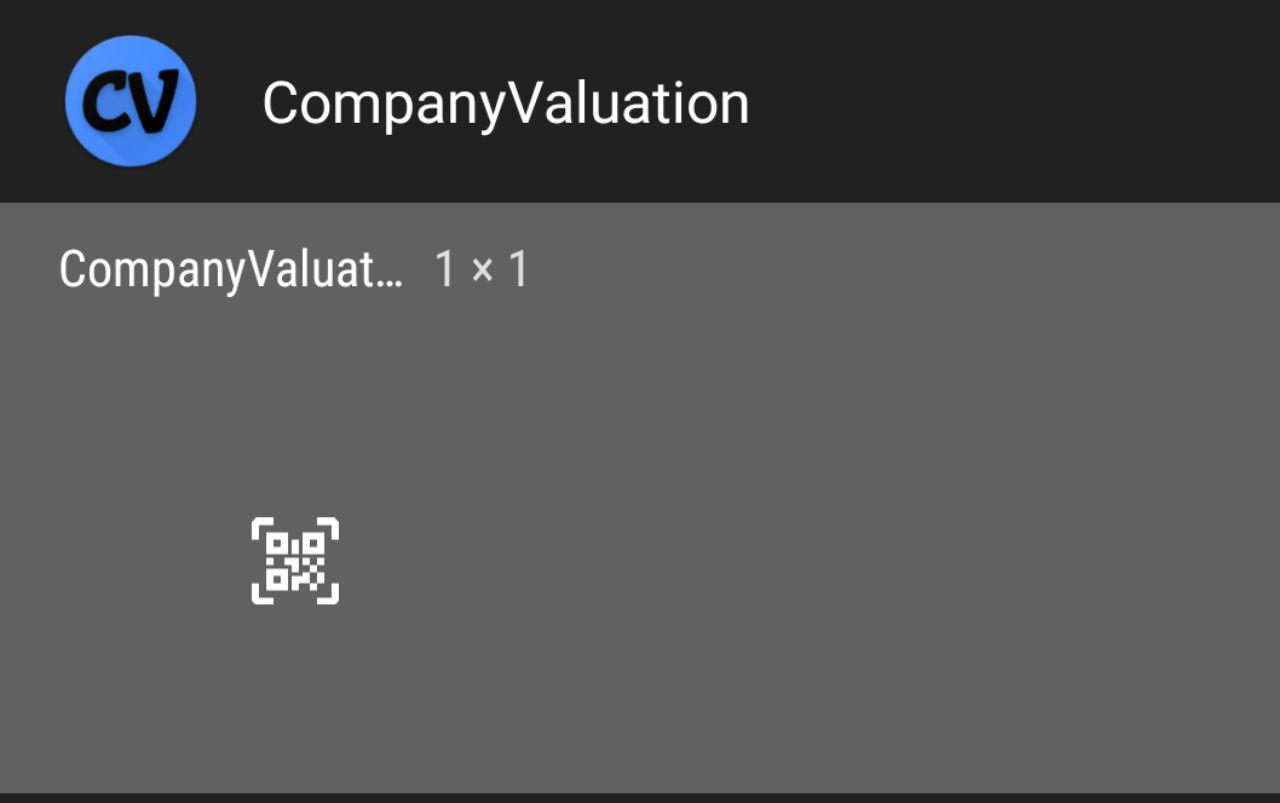 CV
CompanyValuation
CompanyValuat... 1 × 1